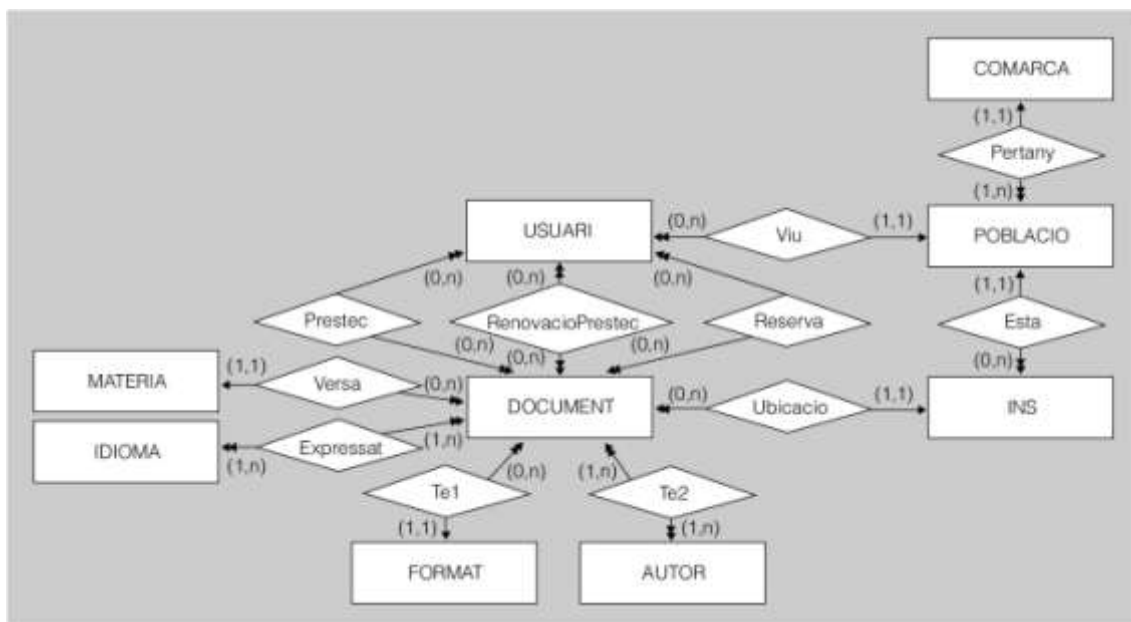 COMARCA
(1,1)
Pertany
(1,n)
USUARI
(0,n)
Viu
(1,1)
POBLACIO
(0,n)
(0,n)
(0,n)
(1,1)
Prestec
RenovacioPrestec
Reserva
Esta
(0,n)
(0,n)
(0,n)
(0,n)
MATERIA
(1,1)
Versa
(0,n)
DOCUMENT
(0,n)
Ubicacio
(1,1)
INS
IDIOMA
(1,n)
Expressat
(1,n)
(0,n)
(1,n)
Te1
Te2
(1,1)
(1,n)
FORMAT
AUTOR